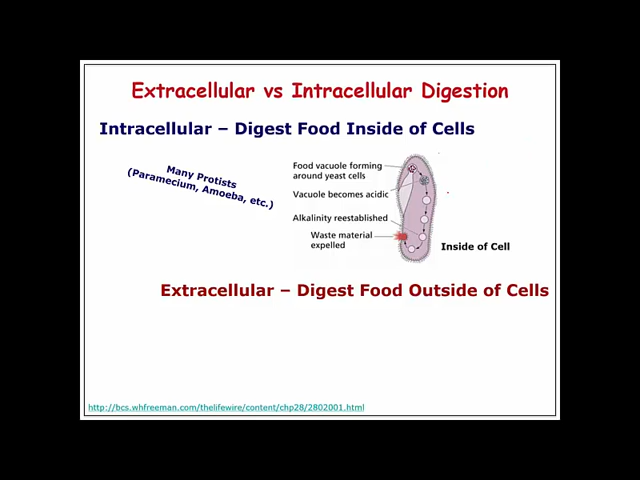 Extracellular vs Intracellular Digestion
Intracellular – Digest Food Inside of Cells
Many Protists
(Paramecium, Amoeba, etc.)
Food vacuole forming
around yeast cells
Vacuole becomes acidic
Alkalinity reestablished
Waste material
expelled
Inside of Cell
Extracellular – Digest Food Outside of Cells
http://bcs.whfreeman.com/thelifewire/content/chp28/2802001.html